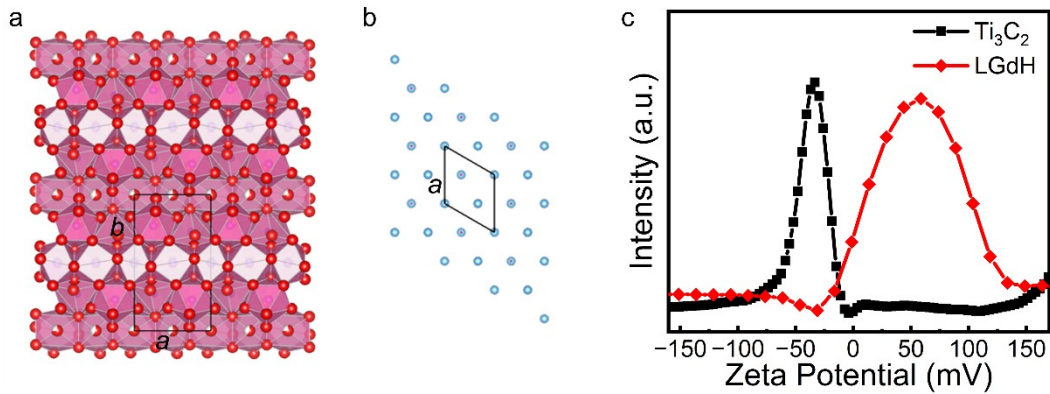 a
b
a
b
a
c
Ti₃C₂
LGdH
Intensity (a.u.)
−150 −100 −50 0 50 100 150
Zeta Potential (mV)